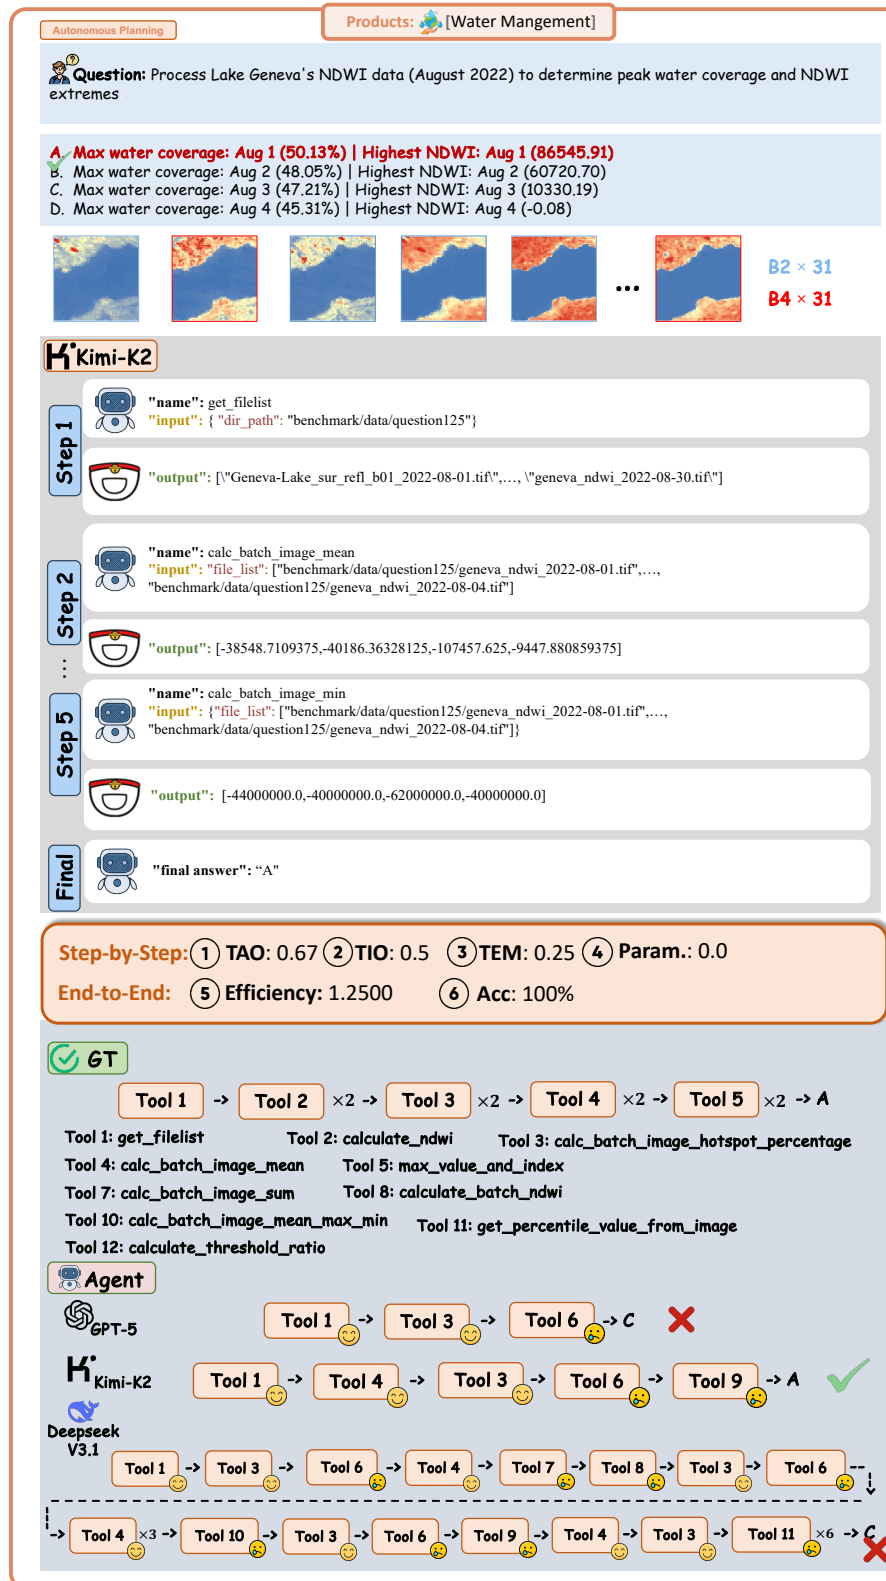 Products: [Water Mangement]
Autonomous Planning
Question: Process Lake Geneva's NDWI data (August 2022) to determine peak water coverage and NDWI
extremes
A. Max water coverage: Aug 1 (50.13%) | Highest NDWI: Aug 1 (86545.91)
B. Max water coverage: Aug 2 (48.05%) | Highest NDWI: Aug 2 (60720.70)
C. Max water coverage: Aug 3 (47.21%) | Highest NDWI: Aug 3 (10330.19)
D. Max water coverage: Aug 4 (45.31%) | Highest NDWI: Aug 4 (-0.08)
...
B2 × 31
B4 × 31
Kimi-K2
Step 1
"name": get_filelist
"input": { "dir_path": "benchmark/data/question125"}
"output": [\"Geneva-Lake_sur_refl_b01_2022-08-01.tif\",…, \"geneva_ndwi_2022-08-30.tif\"]
Step 2
"name": calc_batch_image_mean
"input": "file_list": ["benchmark/data/question125/geneva_ndwi_2022-08-01.tif",…,
"benchmark/data/question125/geneva_ndwi_2022-08-04.tif"]
"output": [-38548.7109375,-40186.36328125,-107457.625,-9447.880859375]
...
Step 5
"name": calc_batch_image_min
"input": {"file_list": ["benchmark/data/question125/geneva_ndwi_2022-08-01.tif",…,
"benchmark/data/question125/geneva_ndwi_2022-08-04.tif"]}
"output": [-44000000.0,-40000000.0,-62000000.0,-40000000.0]
Final
"final answer": “A"
Step-by-Step: 1 TAO: 0.67 2 TIO: 0.5 3 TEM: 0.25 4 Param.: 0.0
End-to-End: 5 Efficiency: 1.2500 6 Acc: 100%
GT
Tool 1 -> Tool 2 ×2 -> Tool 3 ×2 -> Tool 4 ×2 -> Tool 5 ×2 -> A
Tool 1: get_filelist Tool 2: calculate_ndwi Tool 3: calc_batch_image_hotspot_percentage
Tool 4: calc_batch_image_mean Tool 5: max_value_and_index
Tool 7: calc_batch_image_sum Tool 8: calculate_batch_ndwi
Tool 10: calc_batch_image_mean_max_min Tool 11: get_percentile_value_from_image
Tool 12: calculate_threshold_ratio
Agent
GPT-5 Tool 1 -> Tool 3 -> Tool 6 -> C
Kimi-K2 Tool 1 -> Tool 4 -> Tool 3 -> Tool 6 -> Tool 9 -> A
Deepseek
V3.1
Tool 1 -> Tool 3 -> Tool 6 -> Tool 4 -> Tool 7 -> Tool 8 -> Tool 3 -> Tool 6
-> Tool 4 ×3 -> Tool 10 -> Tool 3 -> Tool 6 -> Tool 9 -> Tool 4 -> Tool 3 -> Tool 11 ×6 -> C